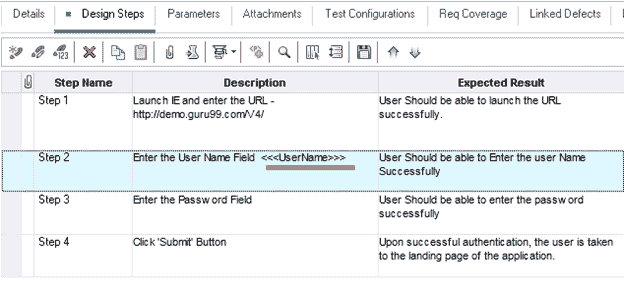 Details Design Steps Parameters Attachments Test Configurations Req Coverage Linked Defects
123
Step Name Description Expected Result
Step 1 Launch IE and enter the URL - User Should be able to launch the URL
http://demo.guru99.com/V4/ successfully.
Step 2 Enter the User Name Field <<<UserName>>> User Should be able to Enter the user Name
Successfully
Step 3 Enter the Password Field User Should be able to enter the password
successfully
Step 4 Click 'Submit' Button Upon successful authentication, the user is taken
to the landing page of the application.